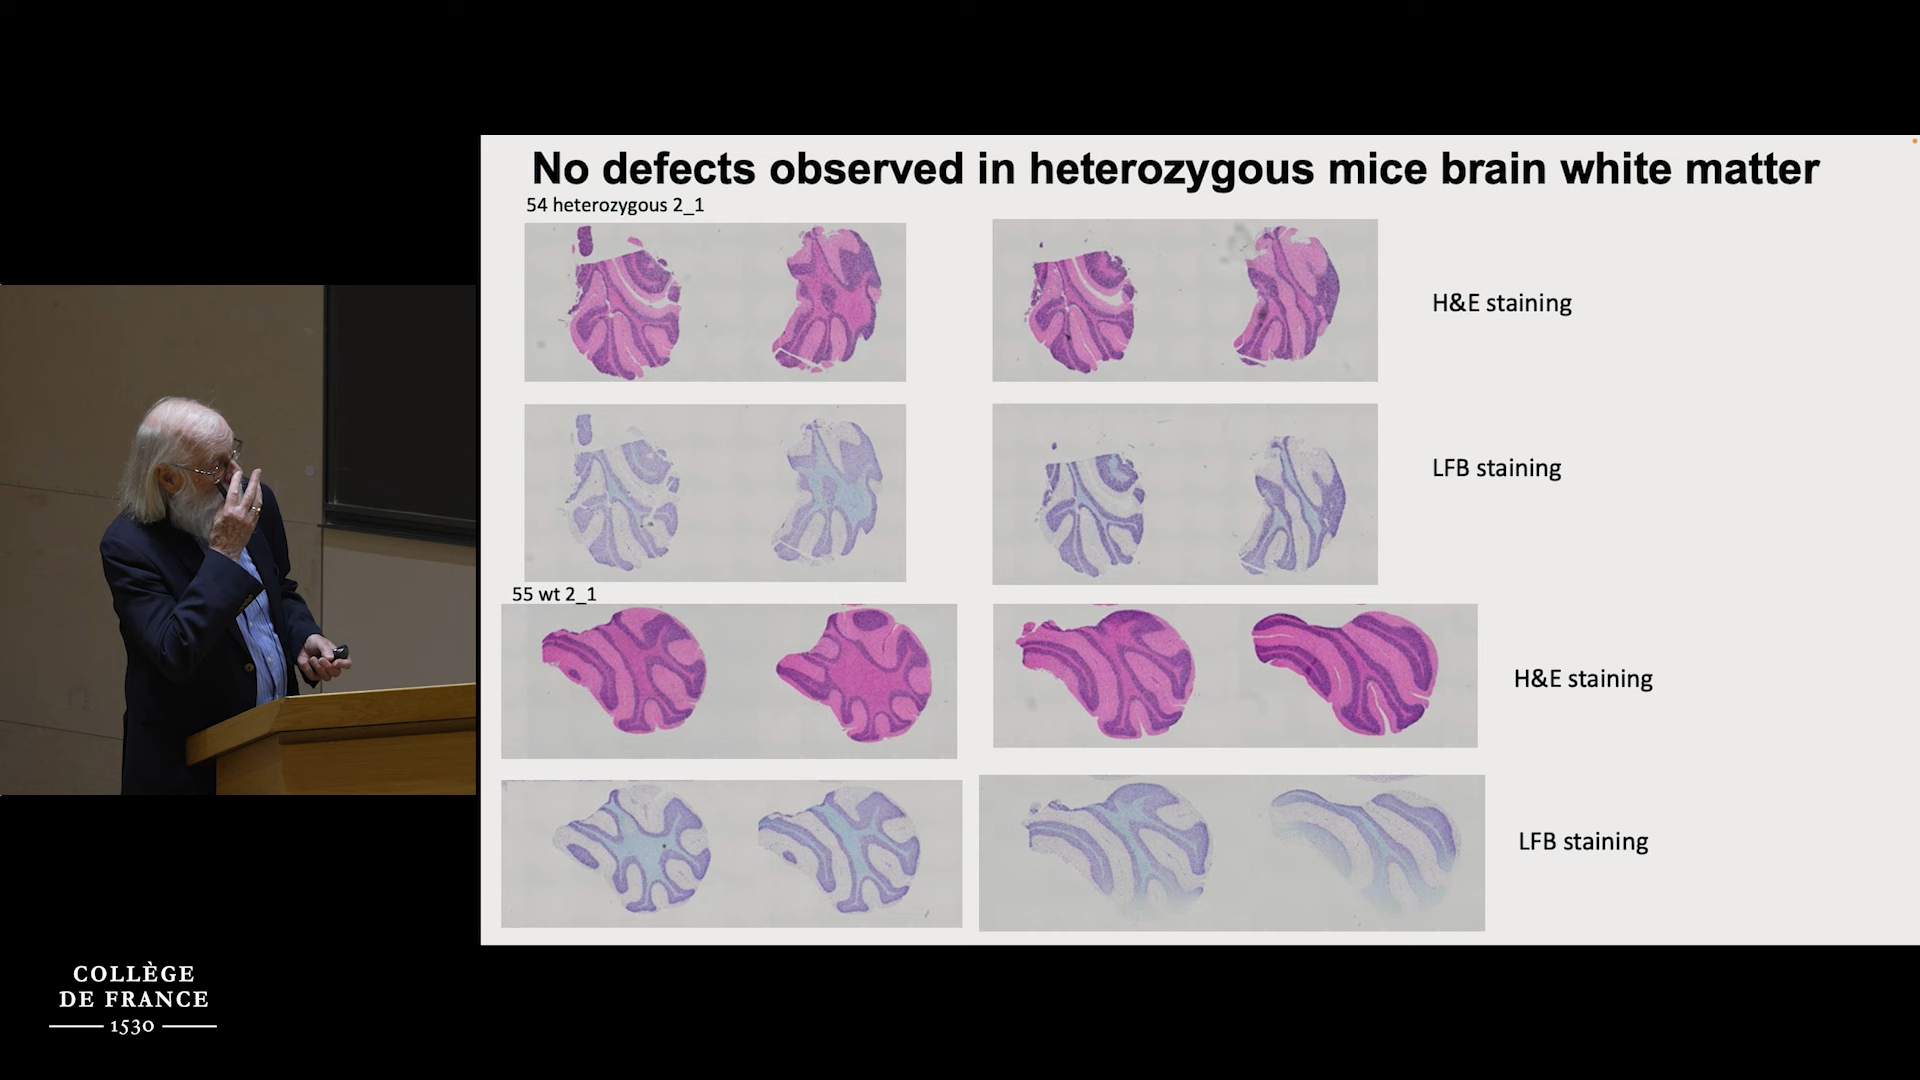 No defects observed in heterozygous mice brain white matter
54 heterozygous 2_1
H&E staining
LFB staining
55 wt 2_1
H&E staining
LFB staining
COLLÈGE
DE FRANCE
1530